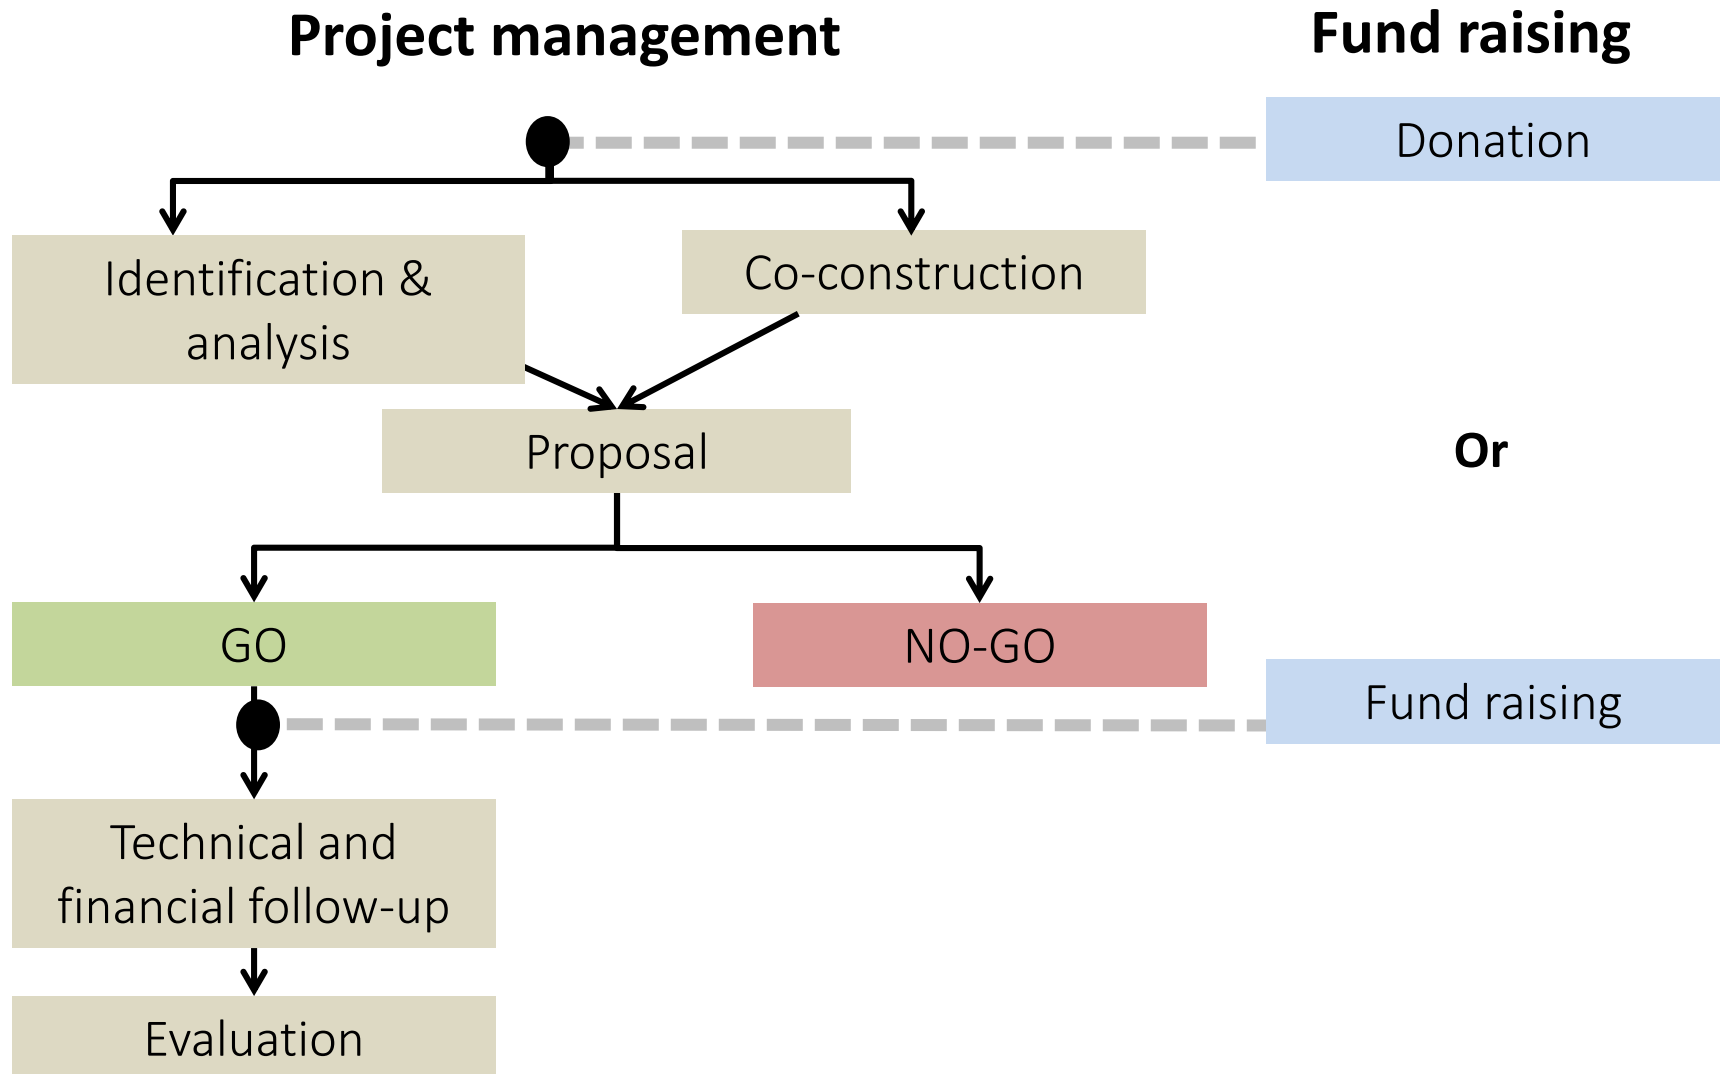 Project management
Fund raising
Donation
Identification &
analysis
Co-construction
Proposal
Or
GO
NO-GO
Fund raising
Technical and
financial follow-up
Evaluation